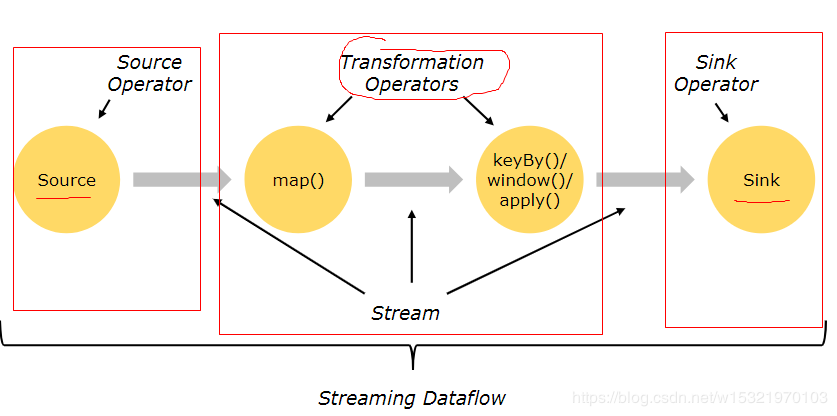 Source
Operator
Transformation
Operators
Sink
Operator
Source
map()
keyBy()/
window()/
apply()
Sink
Stream
Streaming Dataflow
https://blog.csdn.net/w15321970103